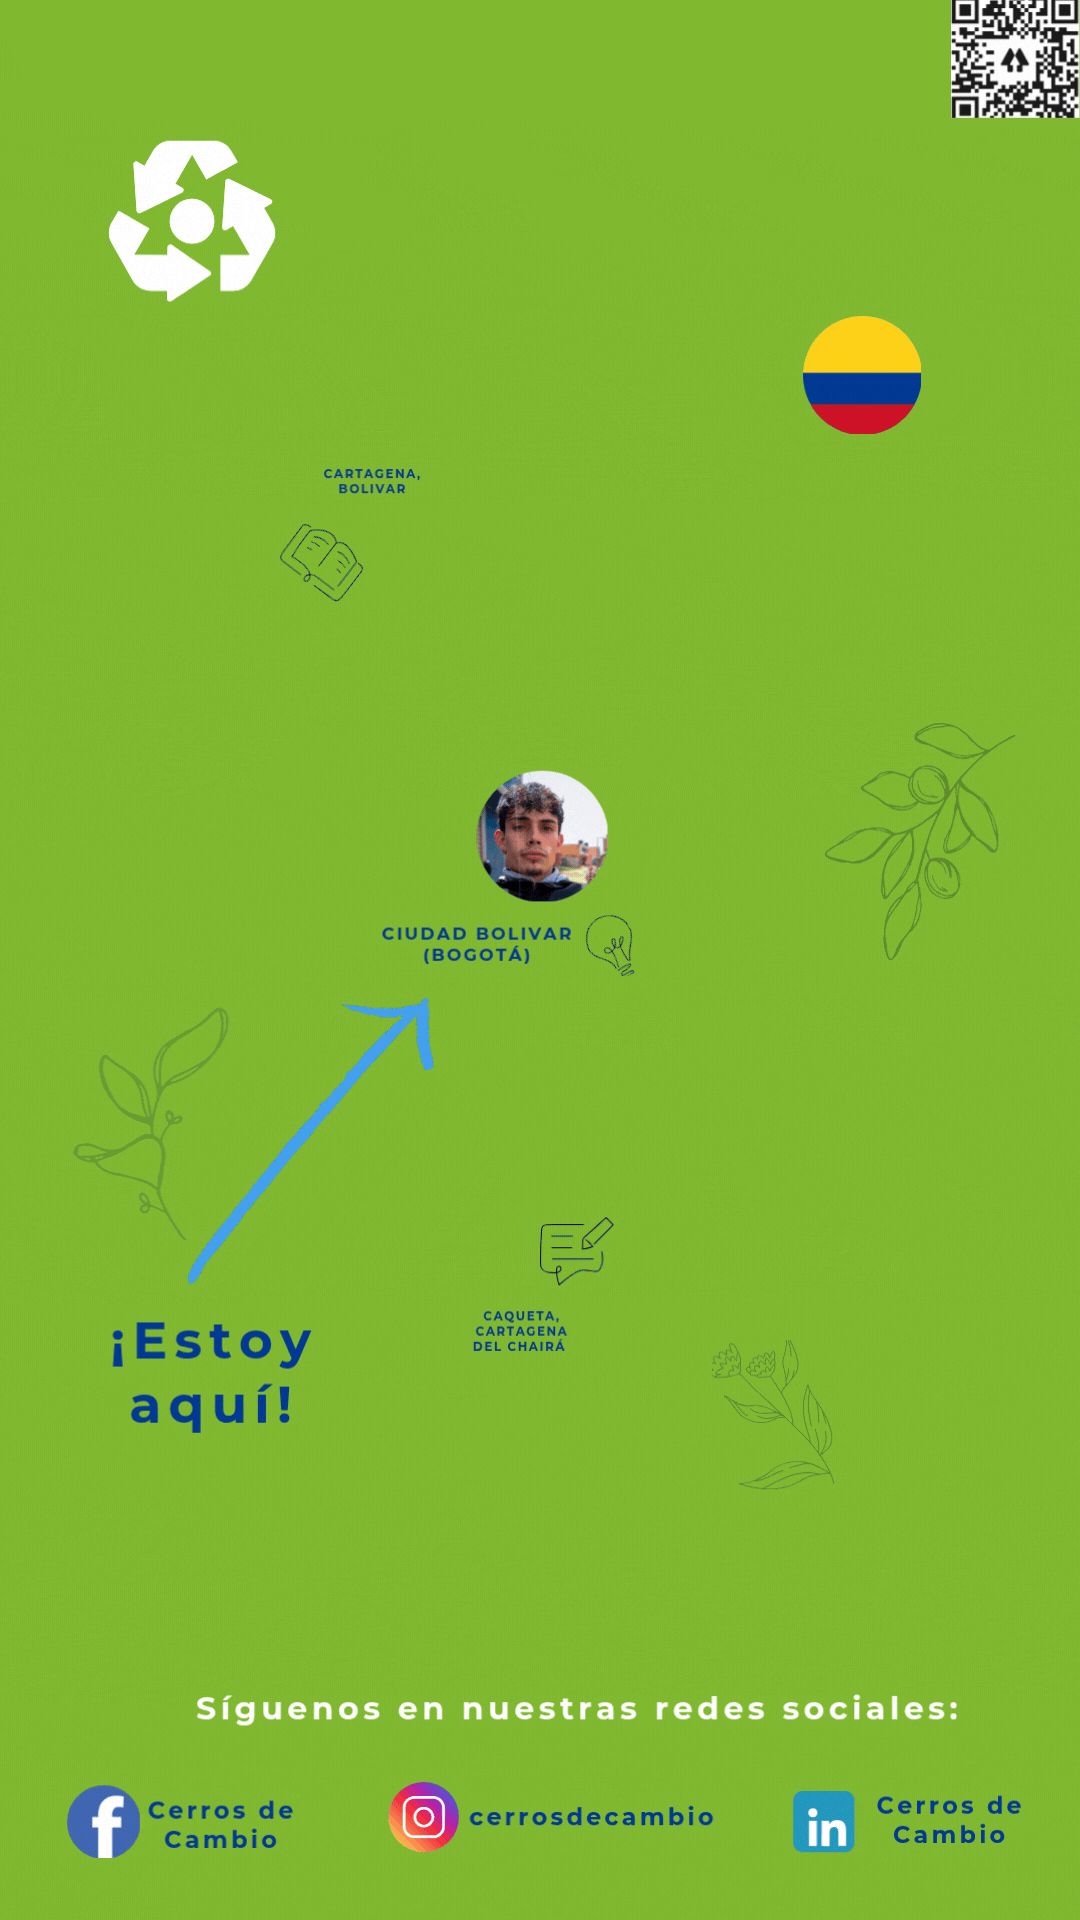 CARTAGENA,
BOLIVAR
CIUDAD BOLIVAR
(BOGOTÁ)
CAQUETA,
CARTAGENA
DEL CHAIRÁ
¡Estoy
aquí!
Síguenos en nuestras redes sociales:
Cerros de
Cambio
cerrosdecambio
Cerros de
Cambio